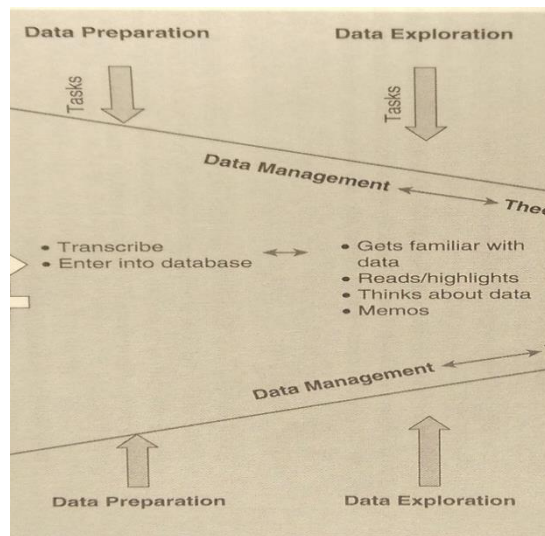 Data Preparation
Data Exploration
Tasks
Tasks
Data Management
Theo
• Transcribe
• Enter into database
• Gets familiar with
data
• Reads/highlights
• Thinks about data
• Memos
Data Management
Data Preparation
Data Exploration